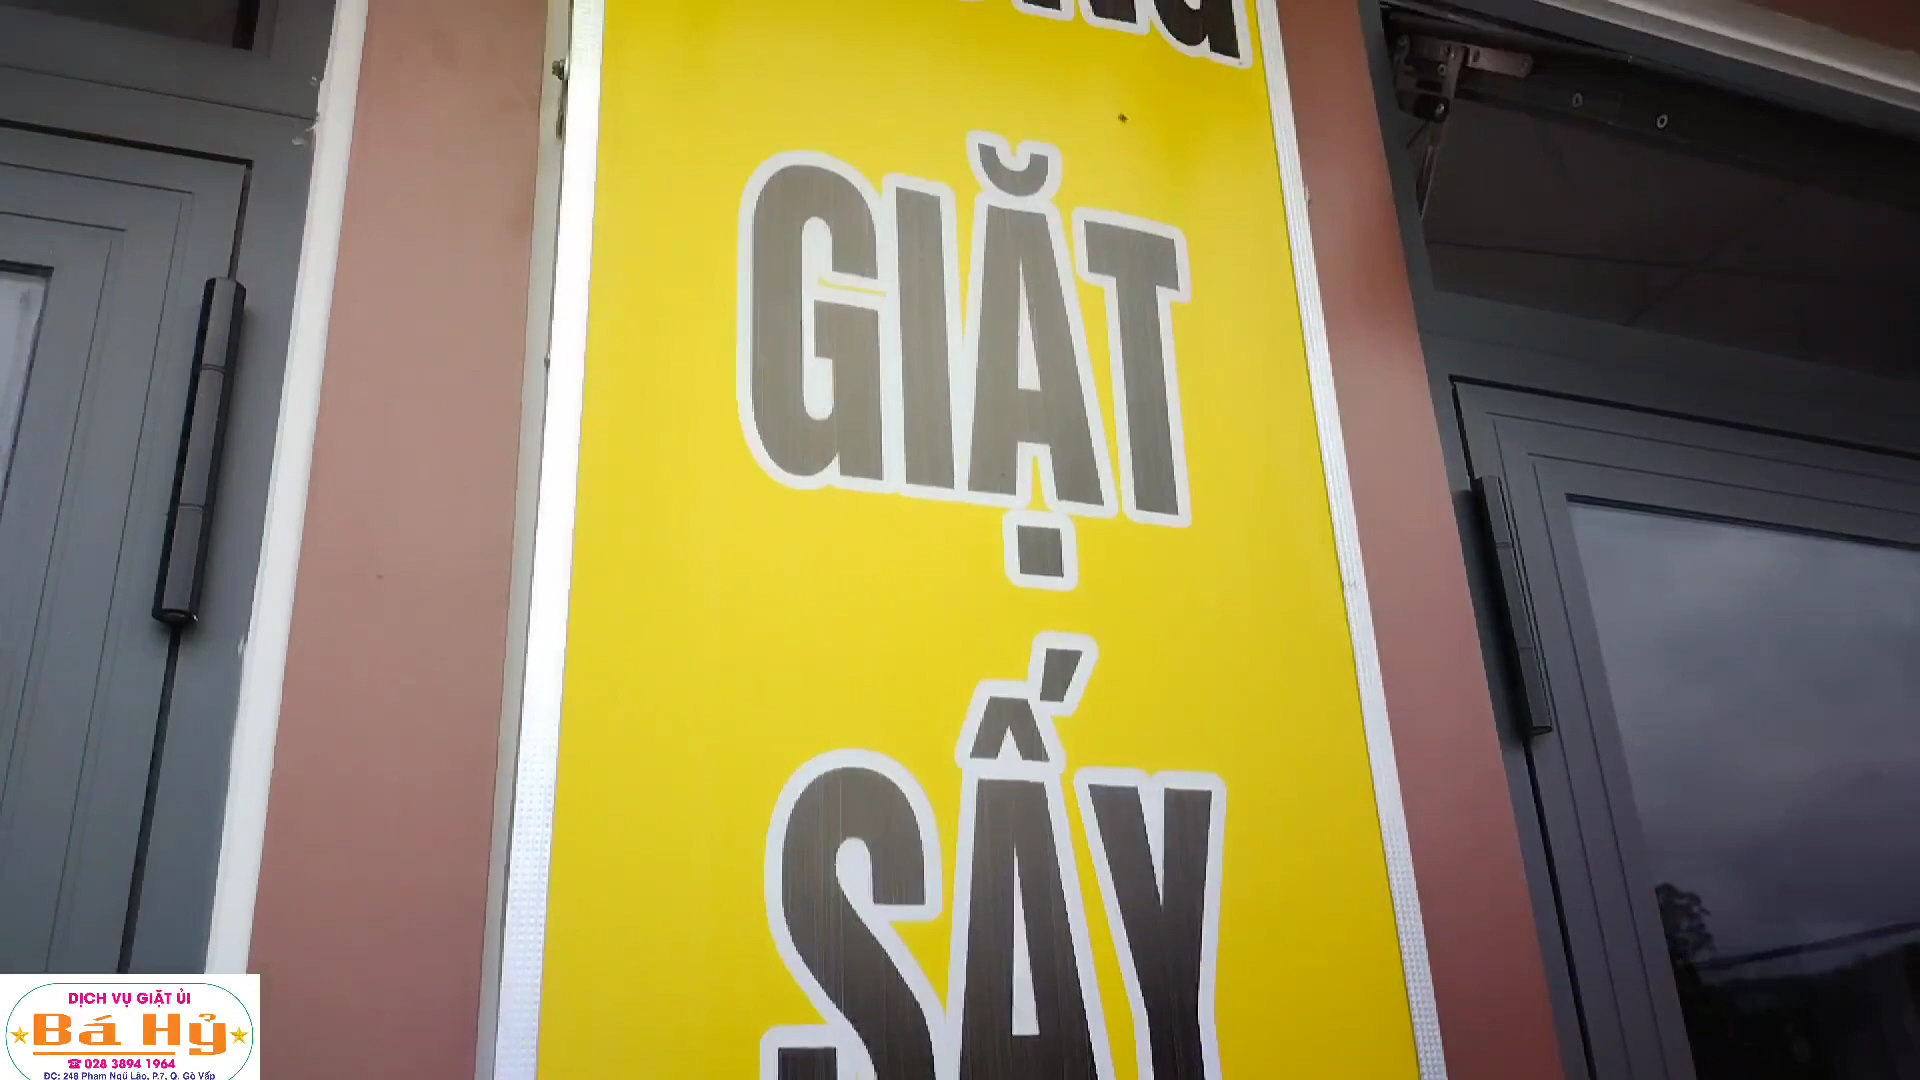 GIẶT
SẤY
DỊCH VỤ GIẶT ỦI
Bá Hỷ
☎ 028 3894 1964
ĐC: 248 Phạm Ngũ Lão, P.7, Q. Gò Vấp